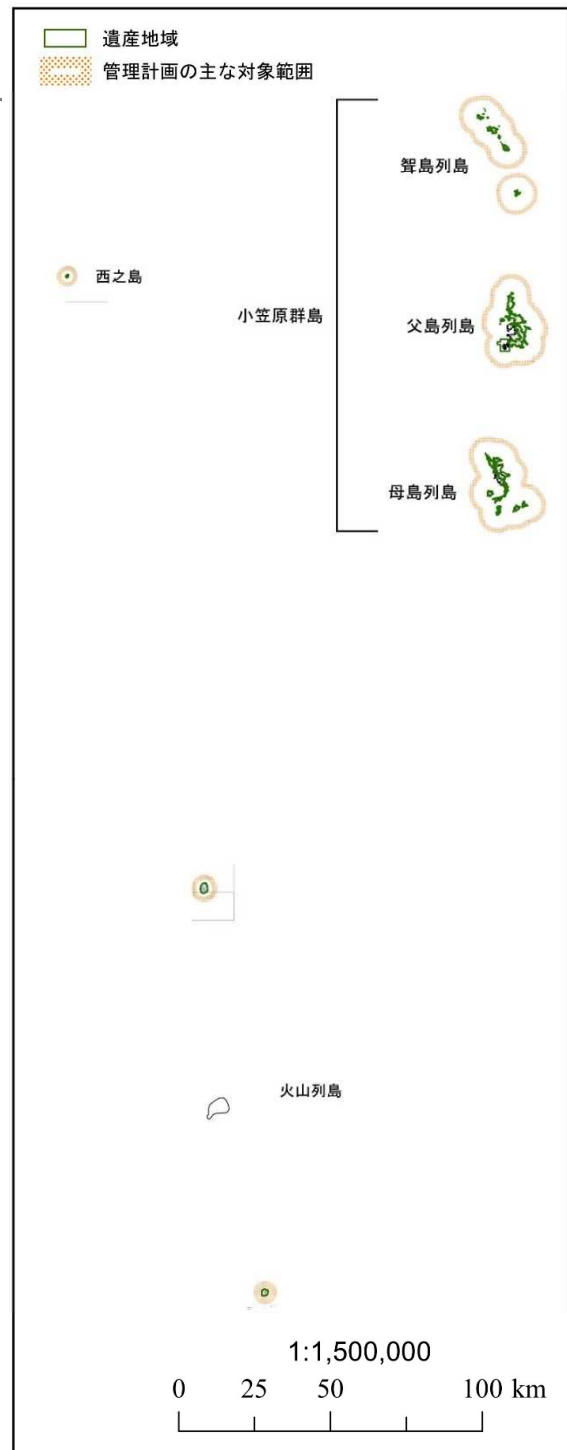 遺産地域
管理計画の主な対象範囲
聟島列島
西之島
小笠原群島
父島列島
母島列島
火山列島
1:1,500,000
0 25 50 100 km